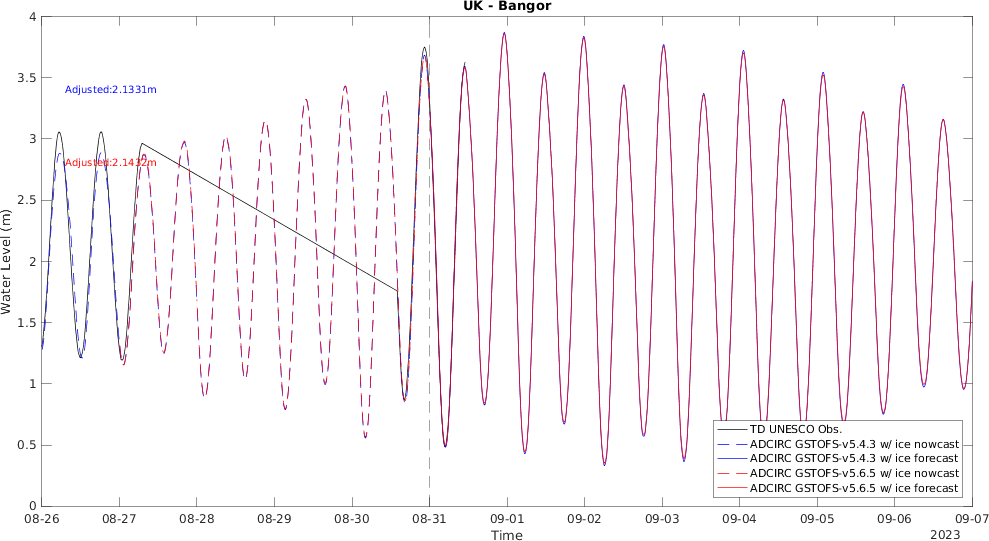 UK - Bangor
4
3.5
3
2.5
2
1.5
1
0.5
0
Water Level (m)
Adjusted:2.1331m
Adjusted:2.1432m
TD UNESCO Obs.
ADCIRC GSTOFS-v5.4.3 w/ ice nowcast
ADCIRC GSTOFS-v5.4.3 w/ ice forecast
ADCIRC GSTOFS-v5.6.5 w/ ice nowcast
ADCIRC GSTOFS-v5.6.5 w/ ice forecast
08-26 08-27 08-28 08-29 08-30 08-31 09-01 09-02 09-03 09-04 09-05 09-06 09-07
Time
2023